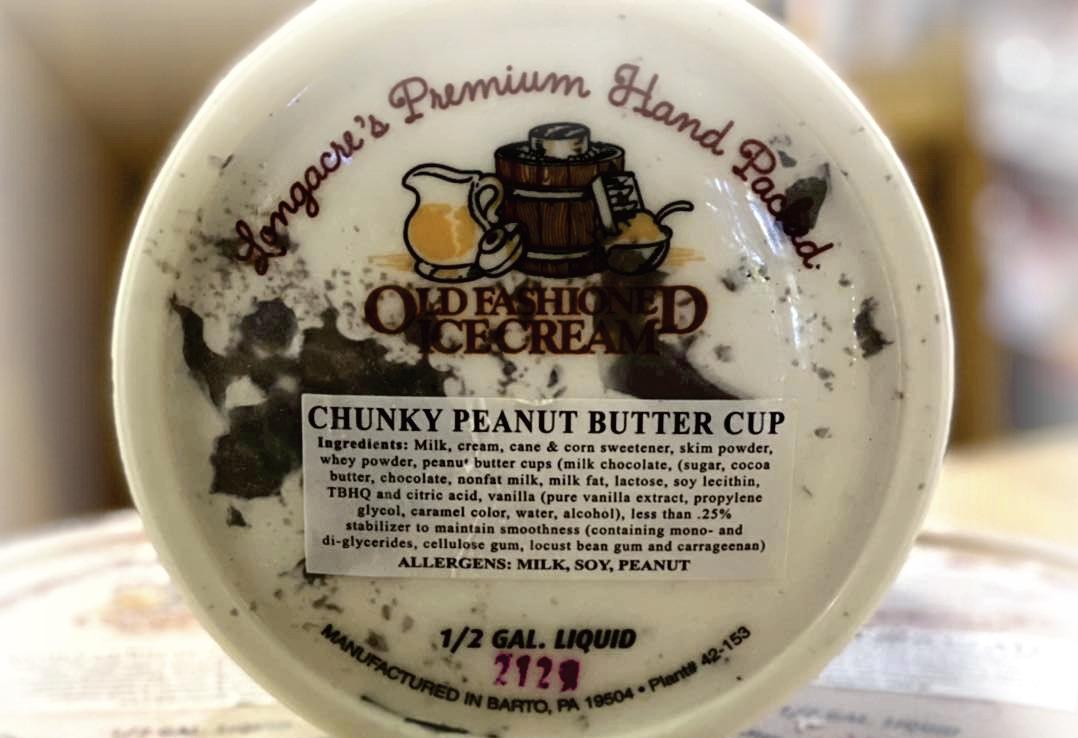 Longacre's Premium Hand Packed
OLD FASHIONED
ICE CREAM
CHUNKY PEANUT BUTTER CUP
Ingredients: Milk, cream, cane & corn sweetener, skim powder,
whey powder, peanut butter cups (milk chocolate, (sugar, cocoa
butter, chocolate, nonfat milk, milk fat, lactose, soy lecithin,
TBHQ and citric acid, vanilla (pure vanilla extract, propylene
glycol, caramel color, water, alcohol), less than .25%
stabilizer to maintain smoothness (containing mono- and
di-glycerides, cellulose gum, locust bean gum and carrageenan)
ALLERGENS: MILK, SOY, PEANUT
1/2 GAL. LIQUID
MANUFACTURED IN BARTO, PA 19504 • Plant# 42-153